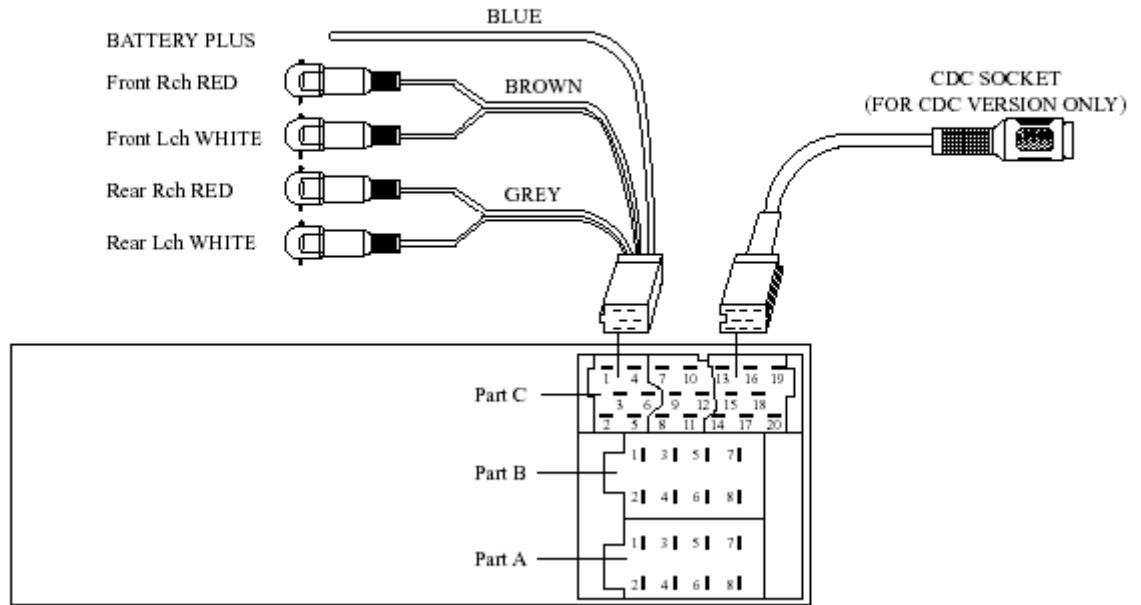 BLUE
BATTERY PLUS
Front Rch RED
BROWN
Front Lch WHITE
Rear Rch RED
GREY
Rear Lch WHITE
CDC SOCKET
(FOR CDC VERSION ONLY)
Part C
1 4 7 10 13 16 19
3 6 9 12 15 18
2 5 8 11 14 17 20
Part B
1 3 5 7
2 4 6 8
Part A
1 3 5 7
2 4 6 8